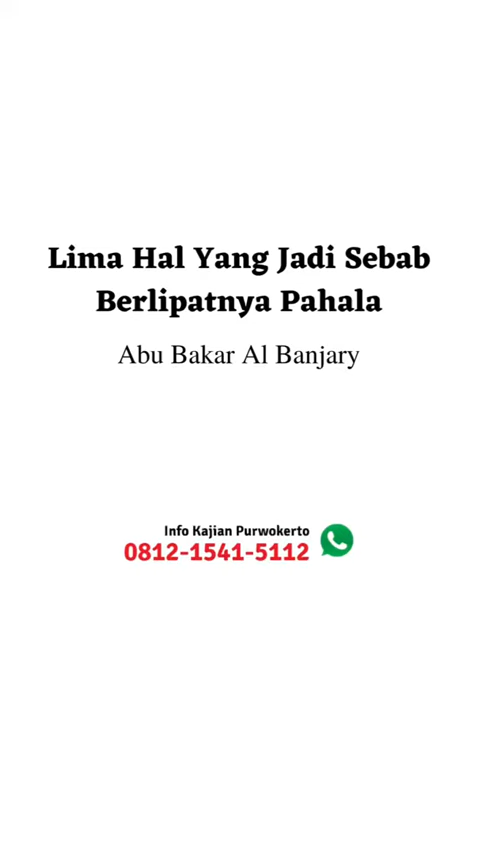 Lima Hal Yang Jadi Sebab
Berlipatnya Pahala
Abu Bakar Al Banjary
Info Kajian Purwokerto
0812-1541-5112